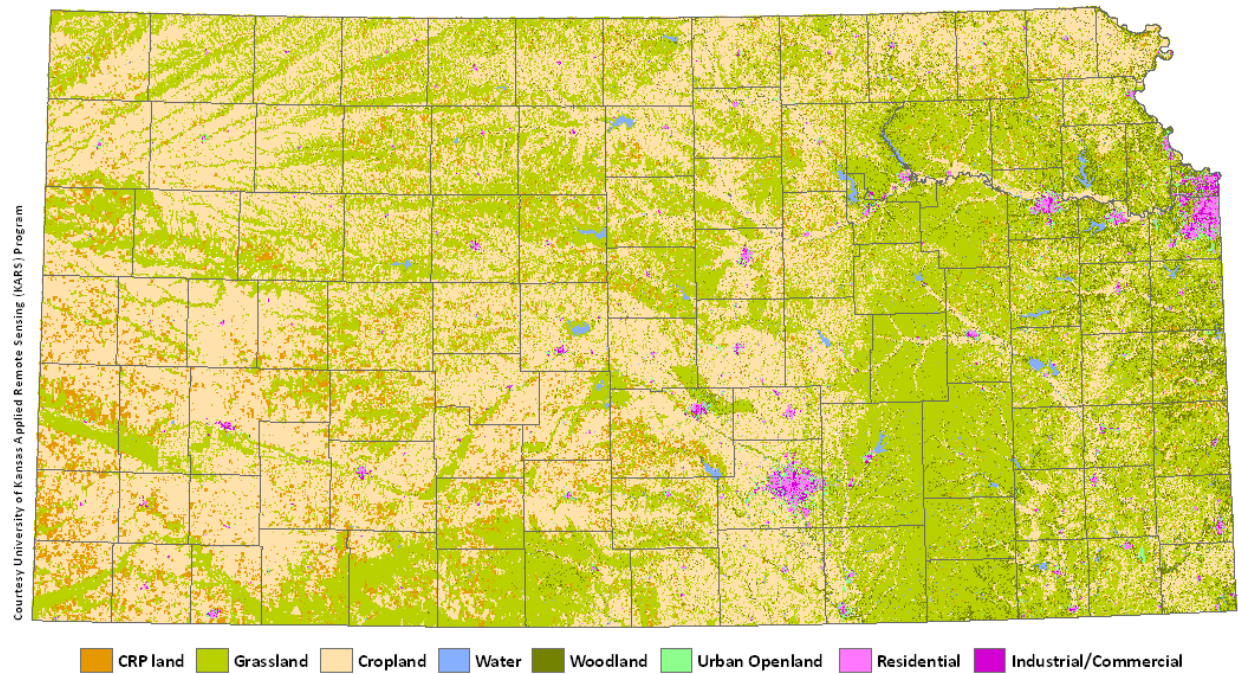 Courtesy University of Kansas Applied Remote Sensing (KARS) Program
CRP land Grassland Cropland Water Woodland Urban Openland Residential Industrial/Commercial